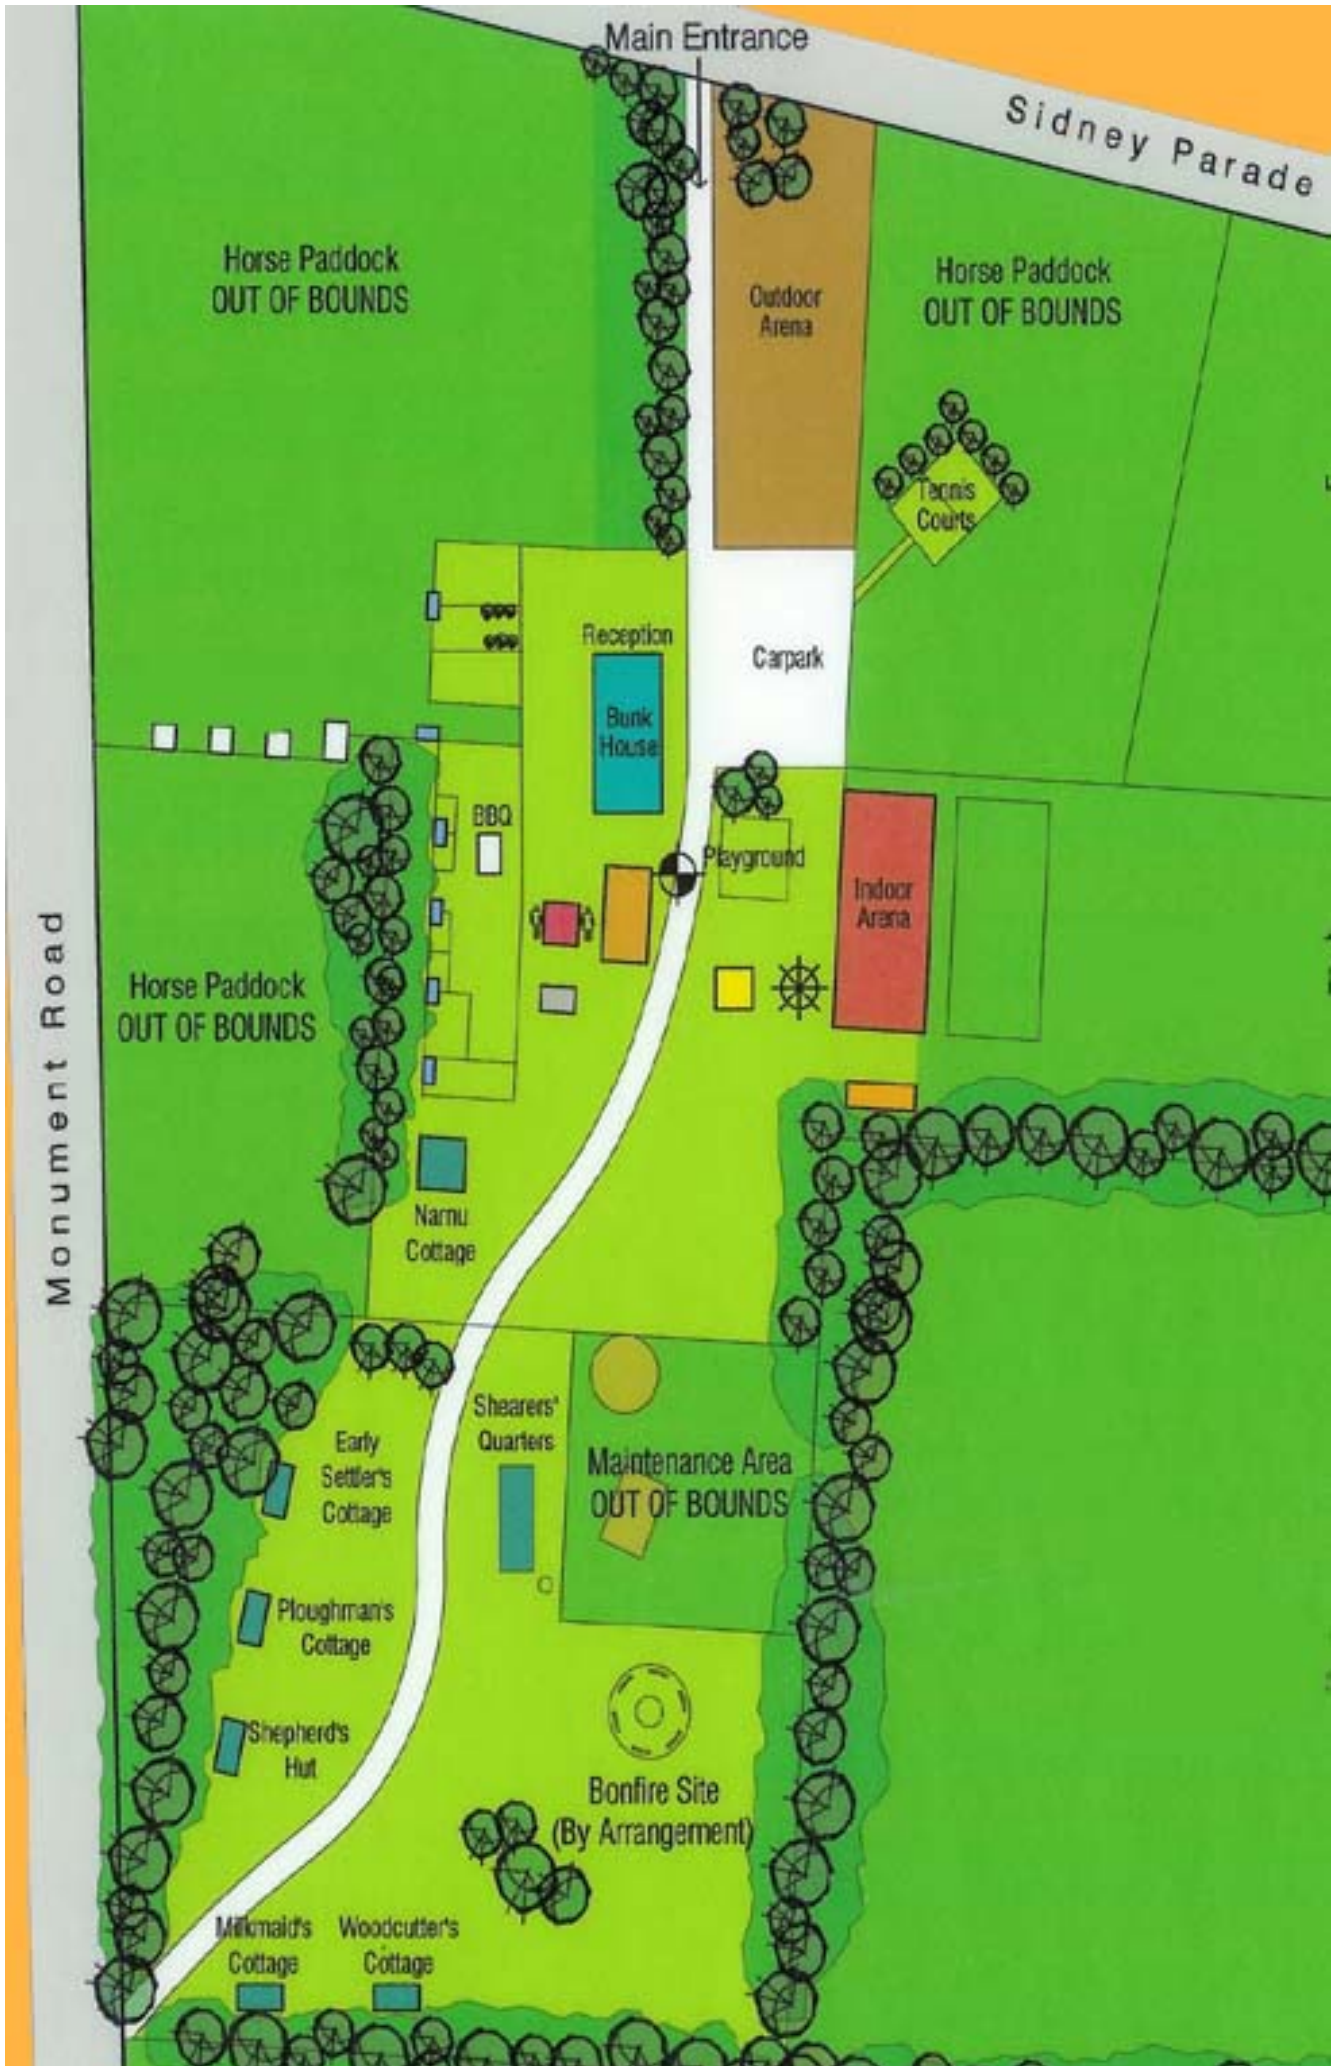 Main Entrance
Sidney Parade
Horse Paddock
OUT OF BOUNDS
Outdoor
Arena
Horse Paddock
OUT OF BOUNDS
Tennis
Courts
Reception
Carpark
Bunk
House
BBQ
Playground
Indoor
Arena
Monument Road
Horse Paddock
OUT OF BOUNDS
Namu
Cottage
Shearers'
Quarters
Early
Settler's
Cottage
Maintenance Area
OUT OF BOUNDS
Ploughman's
Cottage
Shepherd's
Hut
Bonfire Site
(By Arrangement)
Milkmaid's
Cottage
Woodcutter's
Cottage